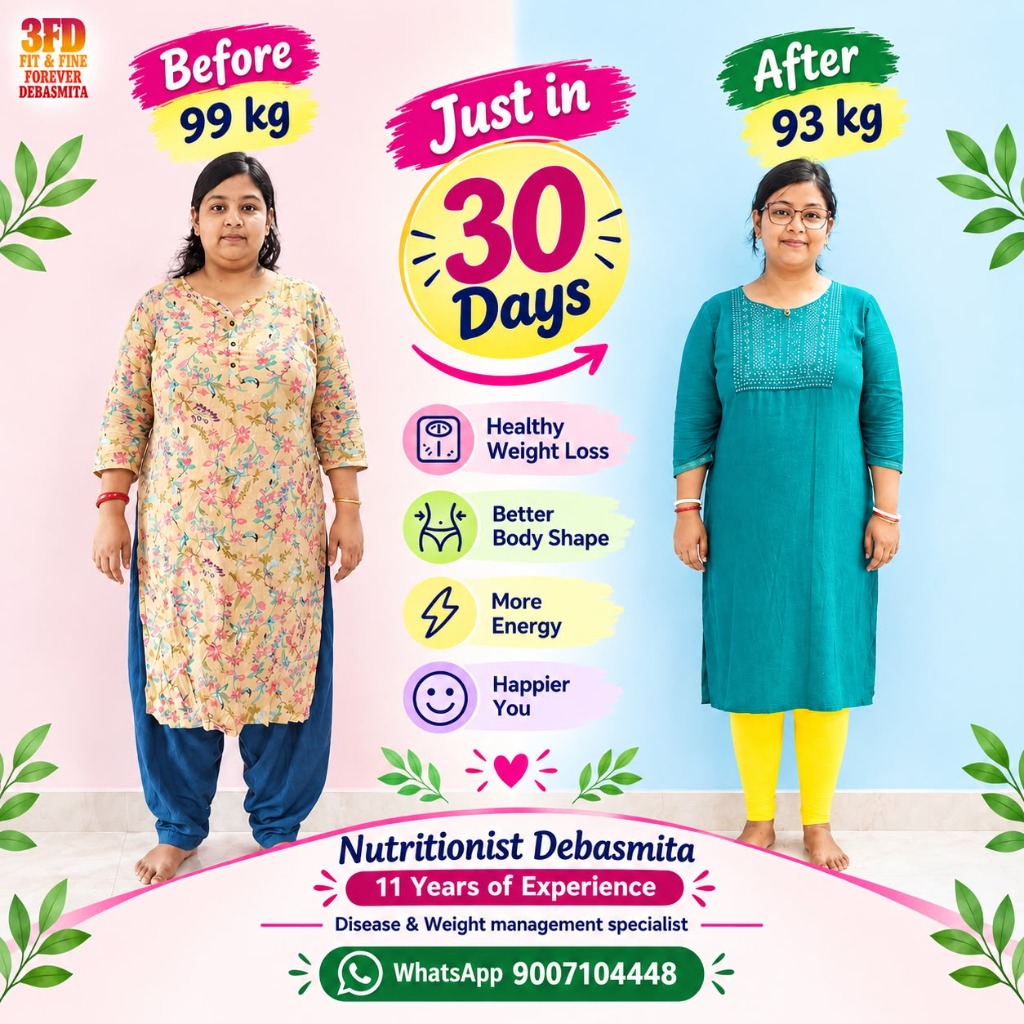 3FD
FIT & FINE
FOREVER
DEBASMITA
Before
99 kg
Just in
30
Days
After
93 kg
Healthy
Weight Loss
Better
Body Shape
More
Energy
Happier
You
Nutritionist Debasmita
11 Years of Experience
Disease & Weight management specialist
WhatsApp 9007104448